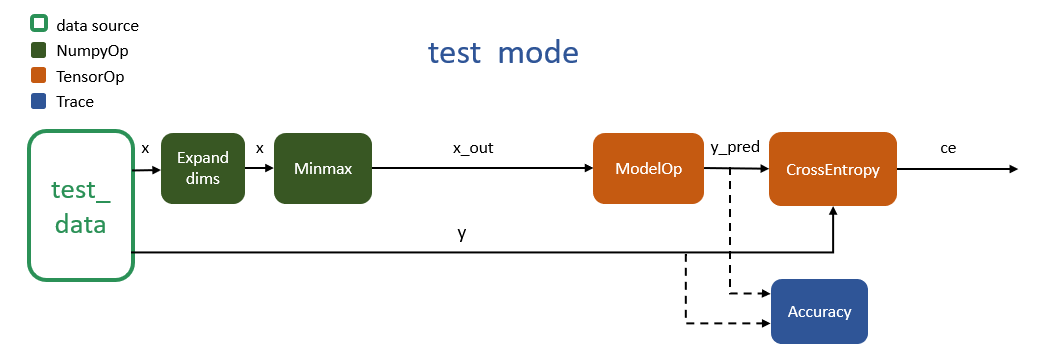 data source
NumpyOp
TensorOp
Trace
test mode
x
x
x_out
y_pred
ce
Expand
dims
Minmax
ModelOp
CrossEntropy
test_
data
y
Accuracy